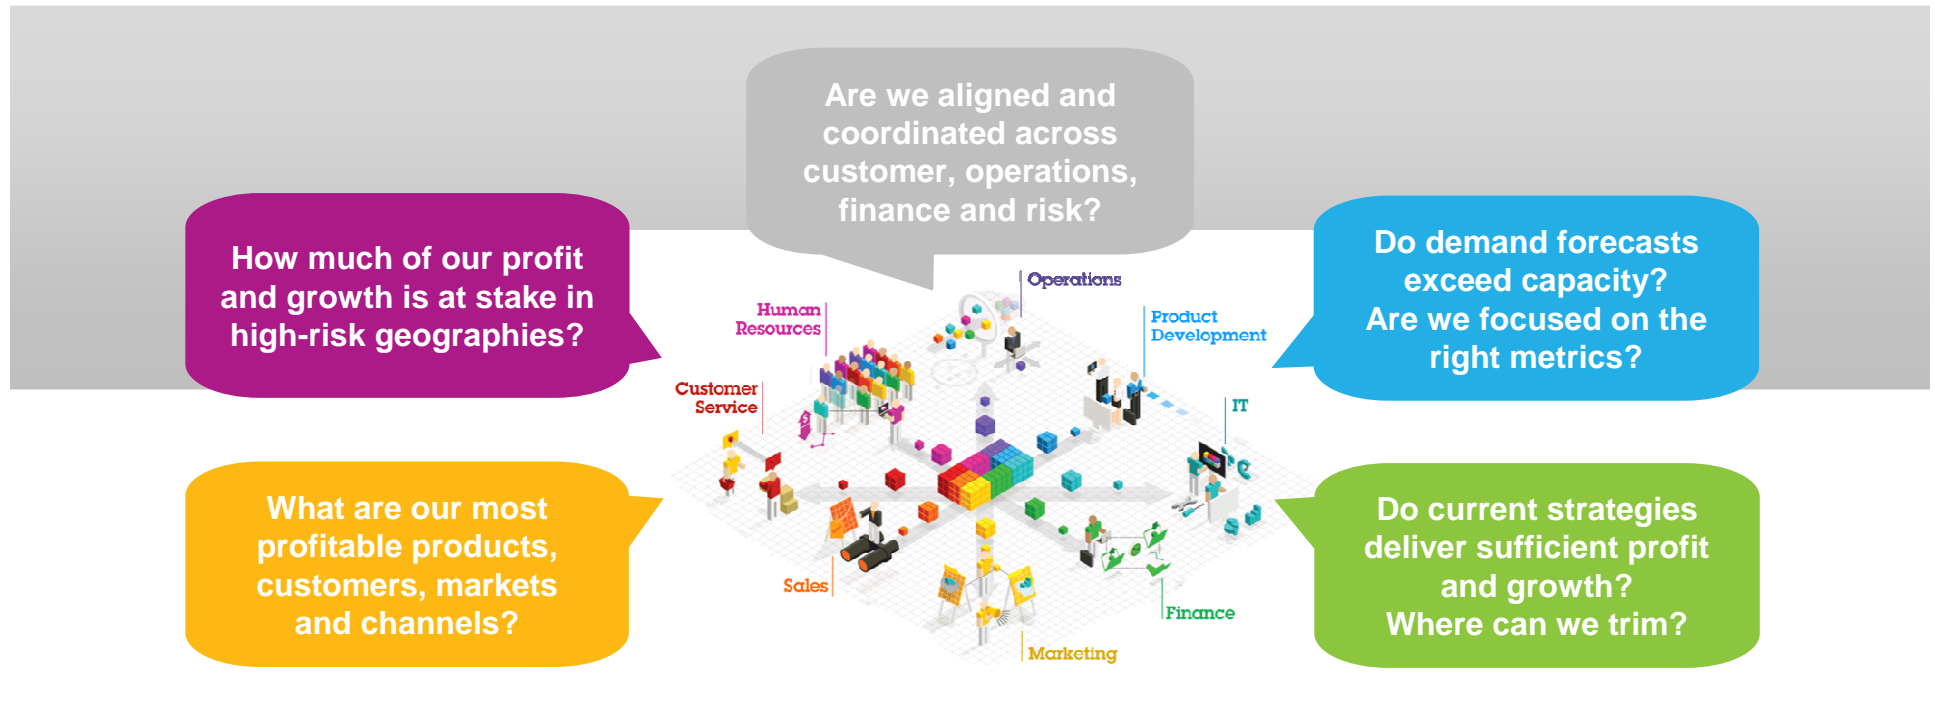 Are we aligned and
coordinated across
customer, operations,
finance and risk?
How much of our profit
and growth is at stake in
high-risk geographies?
Do demand forecasts
exceed capacity?
Are we focused on the
right metrics?
What are our most
profitable products,
customers, markets
and channels?
Do current strategies
deliver sufficient profit
and growth?
Where can we trim?
Operations
Human
Resources
Product
Development
Customer
Service
IT
Sales
Finance
Marketing